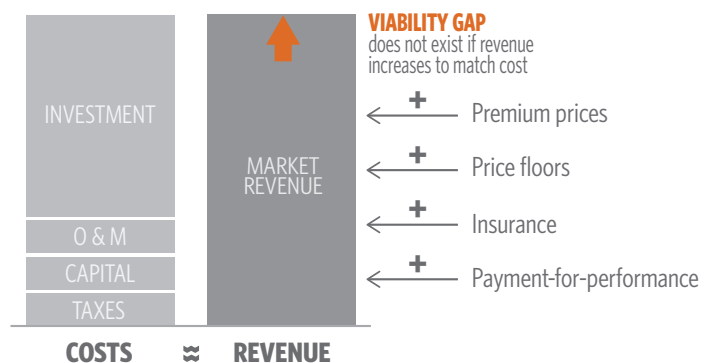 VIABILITY GAP
does not exist if revenue
increases to match cost
INVESTMENT
O & M
CAPITAL
TAXES
MARKET
REVENUE
+ Premium prices
+ Price floors
+ Insurance
+ Payment-for-performance
COSTS ≈ REVENUE